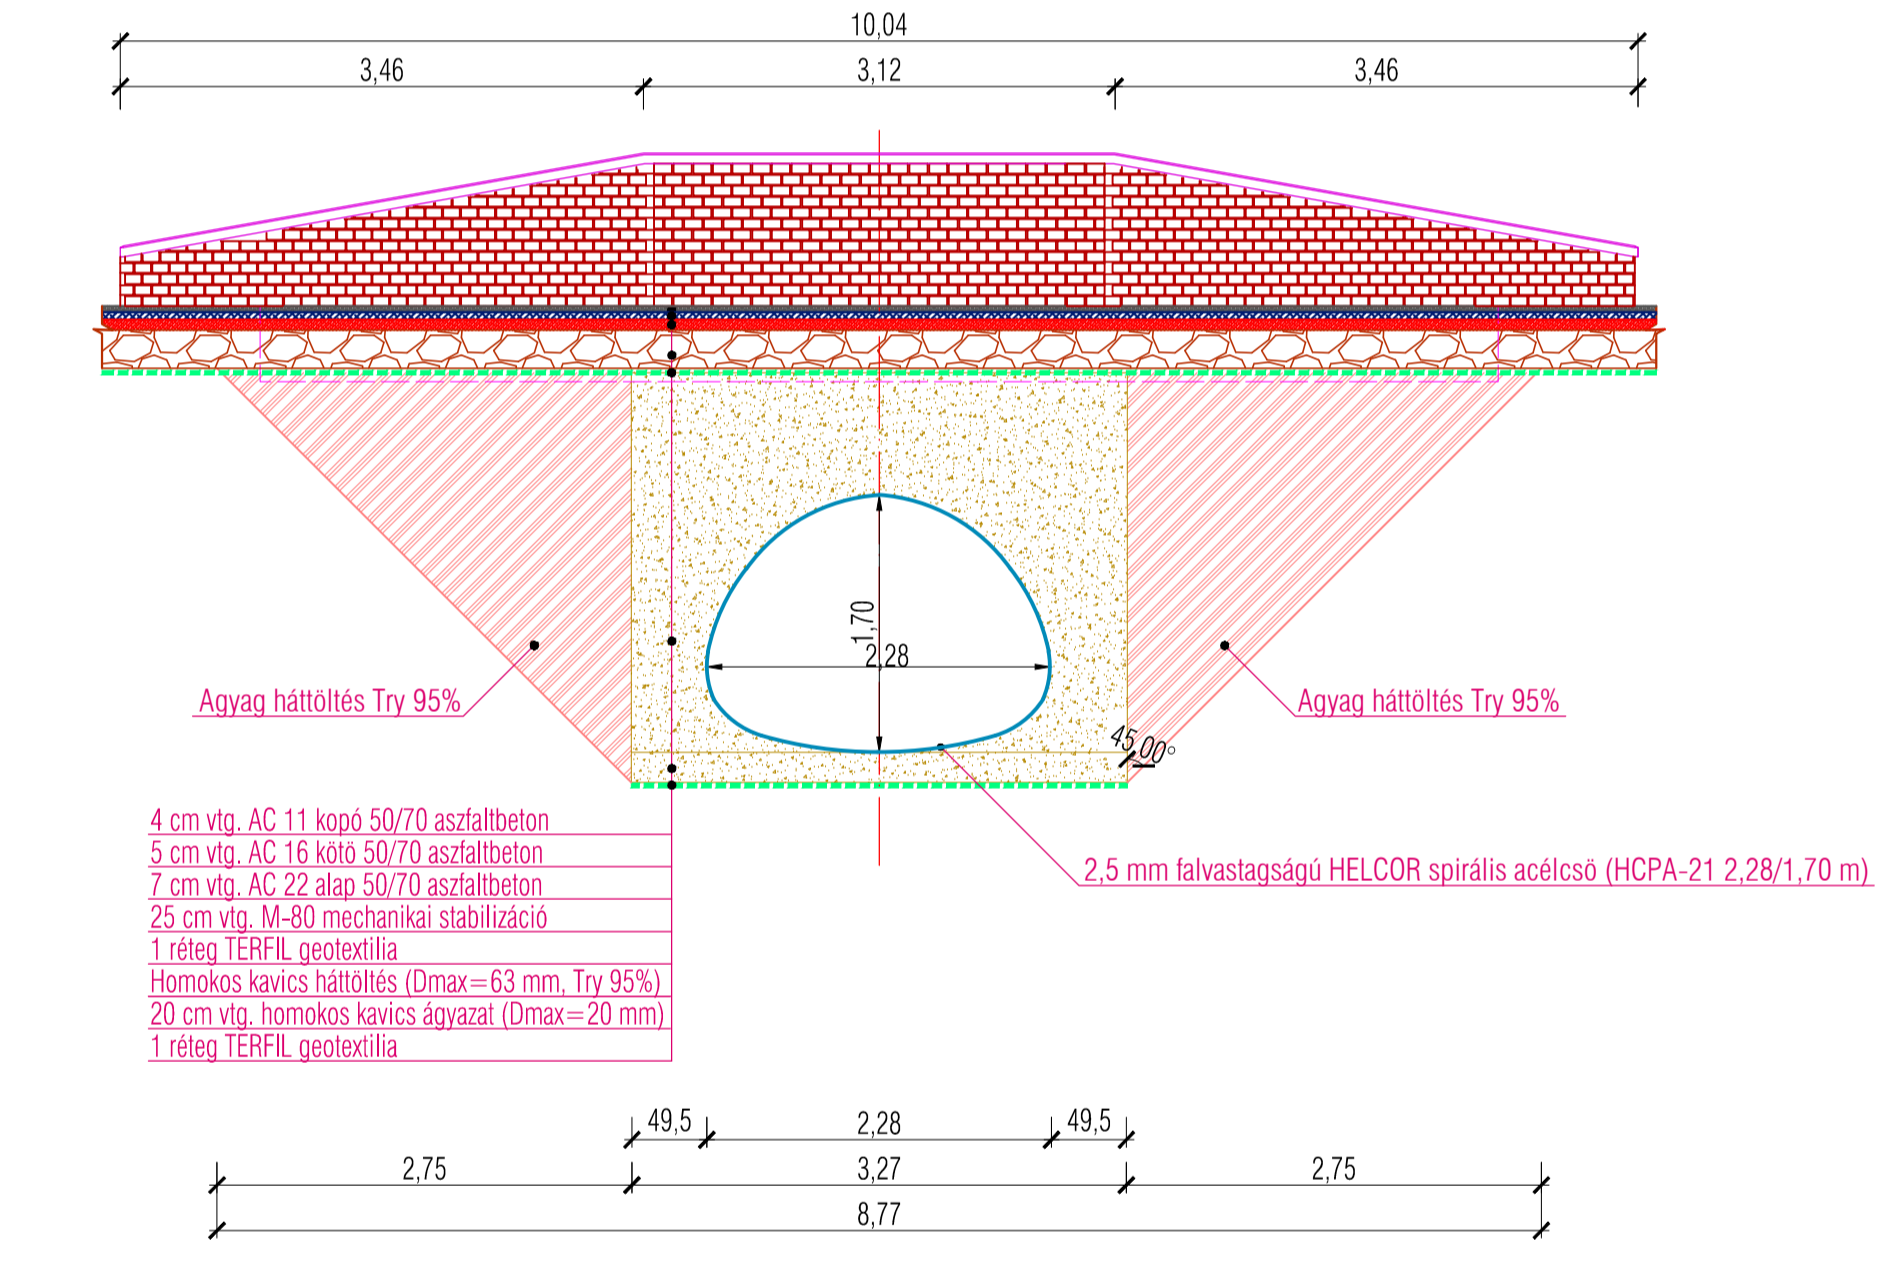 10,04
3,46
3,12
3,46
1,70
2,28
Agyag háttöltés Try 95%
Agyag háttöltés Try 95%
45,00°
4 cm vtg. AC 11 kopó 50/70 aszfaltbeton
5 cm vtg. AC 16 kötö 50/70 aszfaltbeton
7 cm vtg. AC 22 alap 50/70 aszfaltbeton
25 cm vtg. M-80 mechanikai stabilizáció
1 réteg TERFIL geotextilia
Homokos kavics háttöltés (Dmax=63 mm, Try 95%)
20 cm vtg. homokos kavics ágyazat (Dmax=20 mm)
1 réteg TERFIL geotextilia
2,5 mm falvastagságú HELCOR spirális acélcsö (HCPA-21 2,28/1,70 m)
49,5
2,28
49,5
2,75
3,27
2,75
8,77